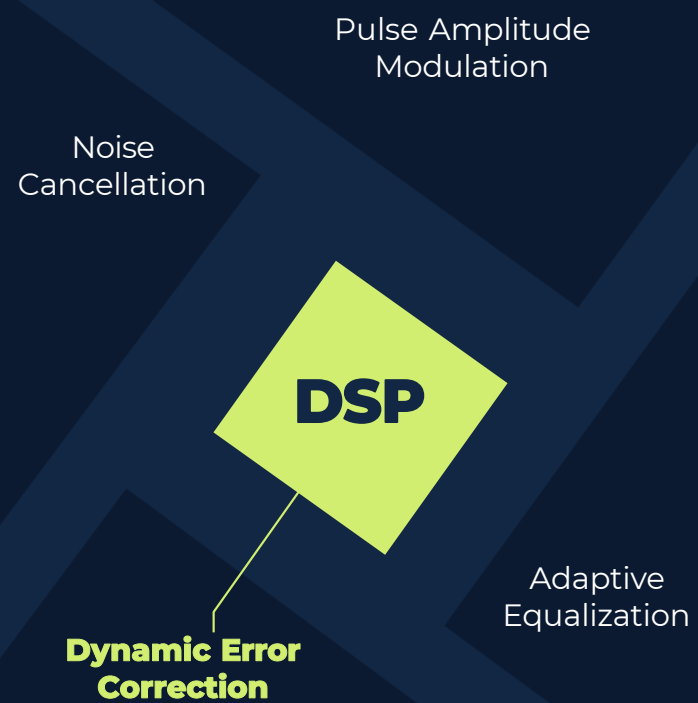 Pulse Amplitude
Modulation
Noise
Cancellation
DSP
Adaptive
Equalization
Dynamic Error
Correction